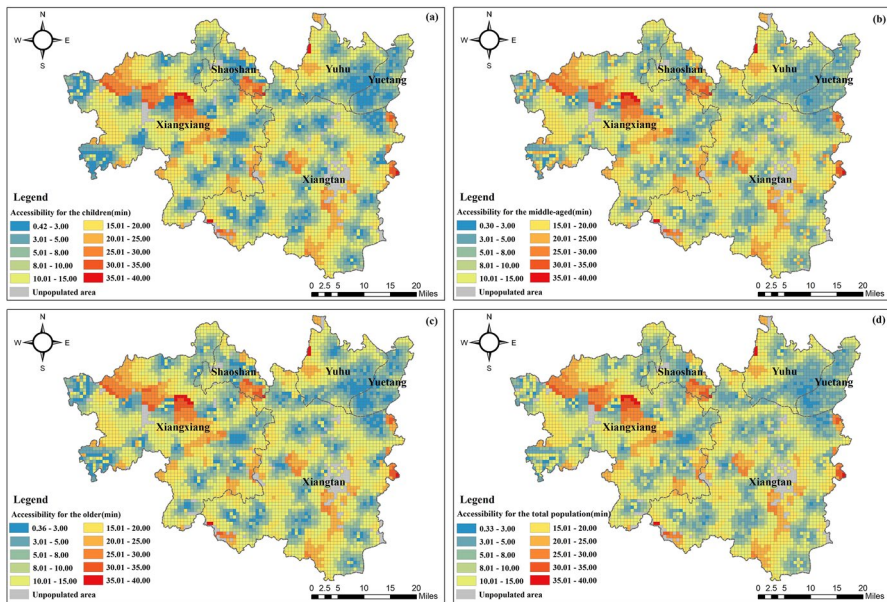 (a)
N
W E
S
Shaoshan
Yuhu
Yuetang
Xiangxiang
Xiangtan
Legend
Accessibility for the children(min)
0.42 - 3.00 15.01 - 20.00
3.01 - 5.00 20.01 - 25.00
5.01 - 8.00 25.01 - 30.00
8.01 - 10.00 30.01 - 35.00
10.01 - 15.00 35.01 - 40.00
Unpopulated area
0 2.5 5 10 15 20
Miles
(b)
N
W E
S
Shaoshan
Yuhu
Yuetang
Xiangxiang
Xiangtan
Legend
Accessibility for the middle-aged(min)
0.30 - 3.00 15.01 - 20.00
3.01 - 5.00 20.01 - 25.00
5.01 - 8.00 25.01 - 30.00
8.01 - 10.00 30.01 - 35.00
10.01 - 15.00 35.01 - 40.00
Unpopulated area
0 2.5 5 10 15 20
Miles
(c)
N
W E
S
Shaoshan
Yuhu
Yuetang
Xiangxiang
Xiangtan
Legend
Accessibility for the older(min)
0.36 - 3.00 15.01 - 20.00
3.01 - 5.00 20.01 - 25.00
5.01 - 8.00 25.01 - 30.00
8.01 - 10.00 30.01 - 35.00
10.01 - 15.00 35.01 - 40.00
Unpopulated area
0 2.5 5 10 15 20
Miles
(d)
N
W E
S
Shaoshan
Yuhu
Yuetang
Xiangxiang
Xiangtan
Legend
Accessibility for the total population(min)
0.33 - 3.00 15.01 - 20.00
3.01 - 5.00 20.01 - 25.00
5.01 - 8.00 25.01 - 30.00
8.01 - 10.00 30.01 - 35.00
10.01 - 15.00 35.01 - 40.00
Unpopulated area
0 2.5 5 10 15 20
Miles